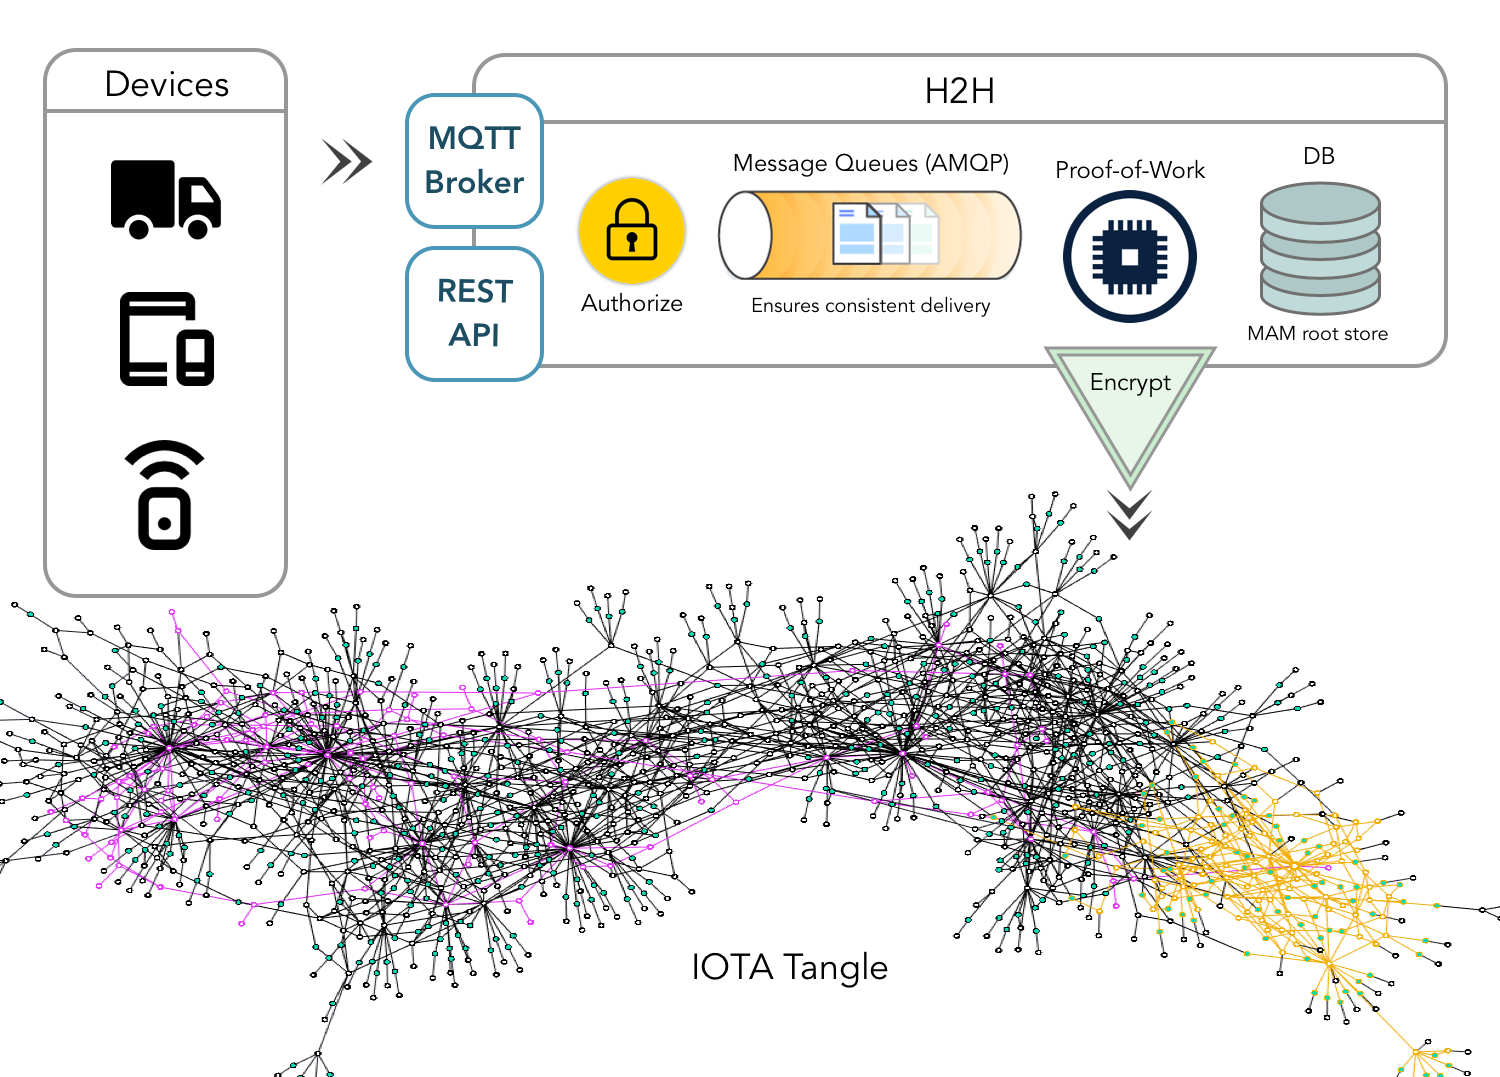 Devices
H2H
MQTT
Broker
REST
API
Authorize
Message Queues (AMQP)
Ensures consistent delivery
Proof-of-Work
DB
MAM root store
Encrypt
IOTA Tangle